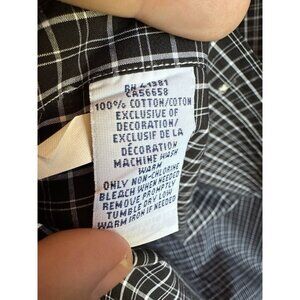 RN 41381
CA56558
100% COTTON/COTON
EXCLUSIVE OF
DECORATION/
EXCLUSIF DE LA
DÉCORATION
MACHINE WASH
WARM
ONLY NON-CHLORINE
BLEACH WHEN NEEDED
REMOVE PROMPTLY
TUMBLE DRY LOW
WARM IRON IF NEEDED